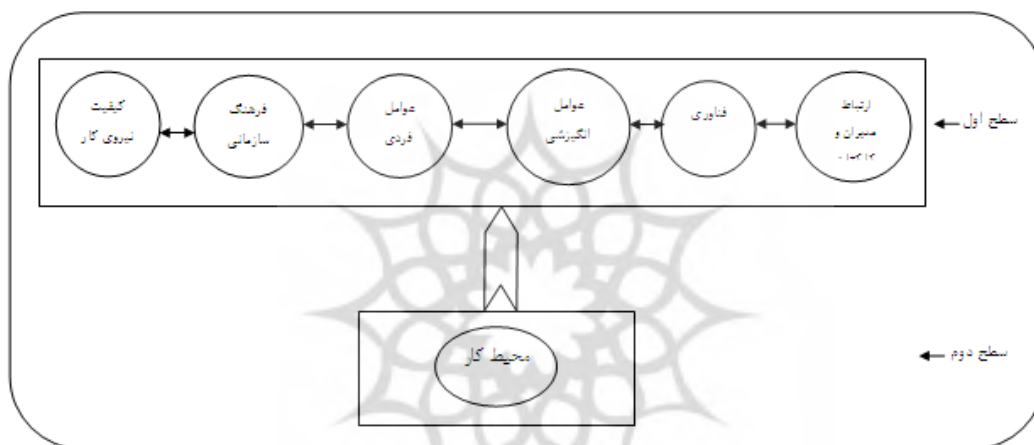 ارتباط
مدیران و
فناوری
عوامل
انگیزشی
عوامل
فردی
فرهنگ
سازمانی
کیفیت
نیروی کار
سطح اول
محیط کار
سطح دوم